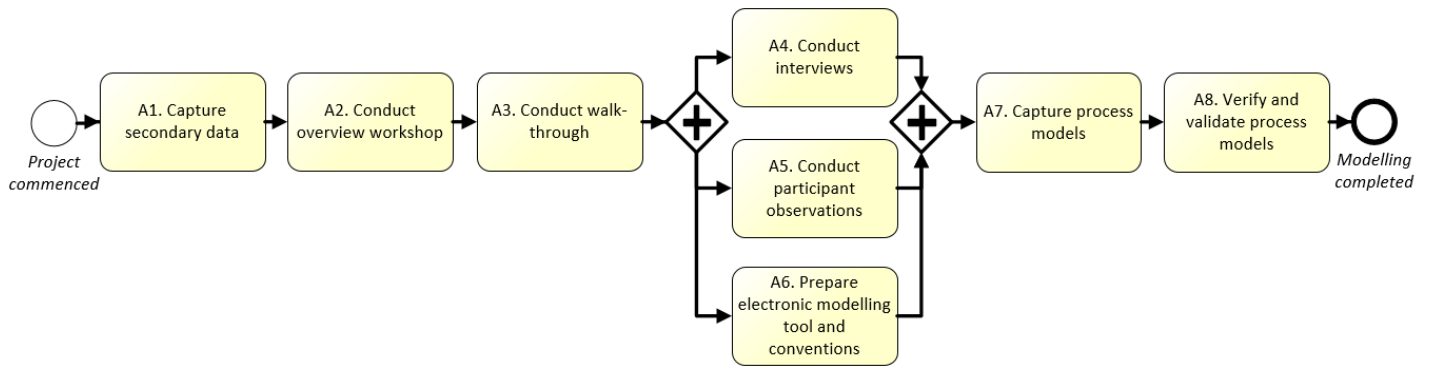 Project
commenced
A1. Capture
secondary data
A2. Conduct
overview workshop
A3. Conduct walk-
through
A4. Conduct
interviews
A5. Conduct
participant
observations
A6. Prepare
electronic modelling
tool and
conventions
A7. Capture process
models
A8. Verify and
validate process
models
Modelling
completed